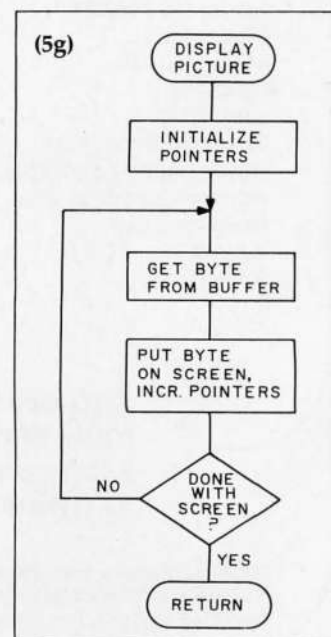 (5g)
DISPLAY
PICTURE
INITIALIZE
POINTERS
GET BYTE
FROM BUFFER
PUT BYTE
ON SCREEN,
INCR. POINTERS
DONE
WITH
SCREEN
?
NO
YES
RETURN